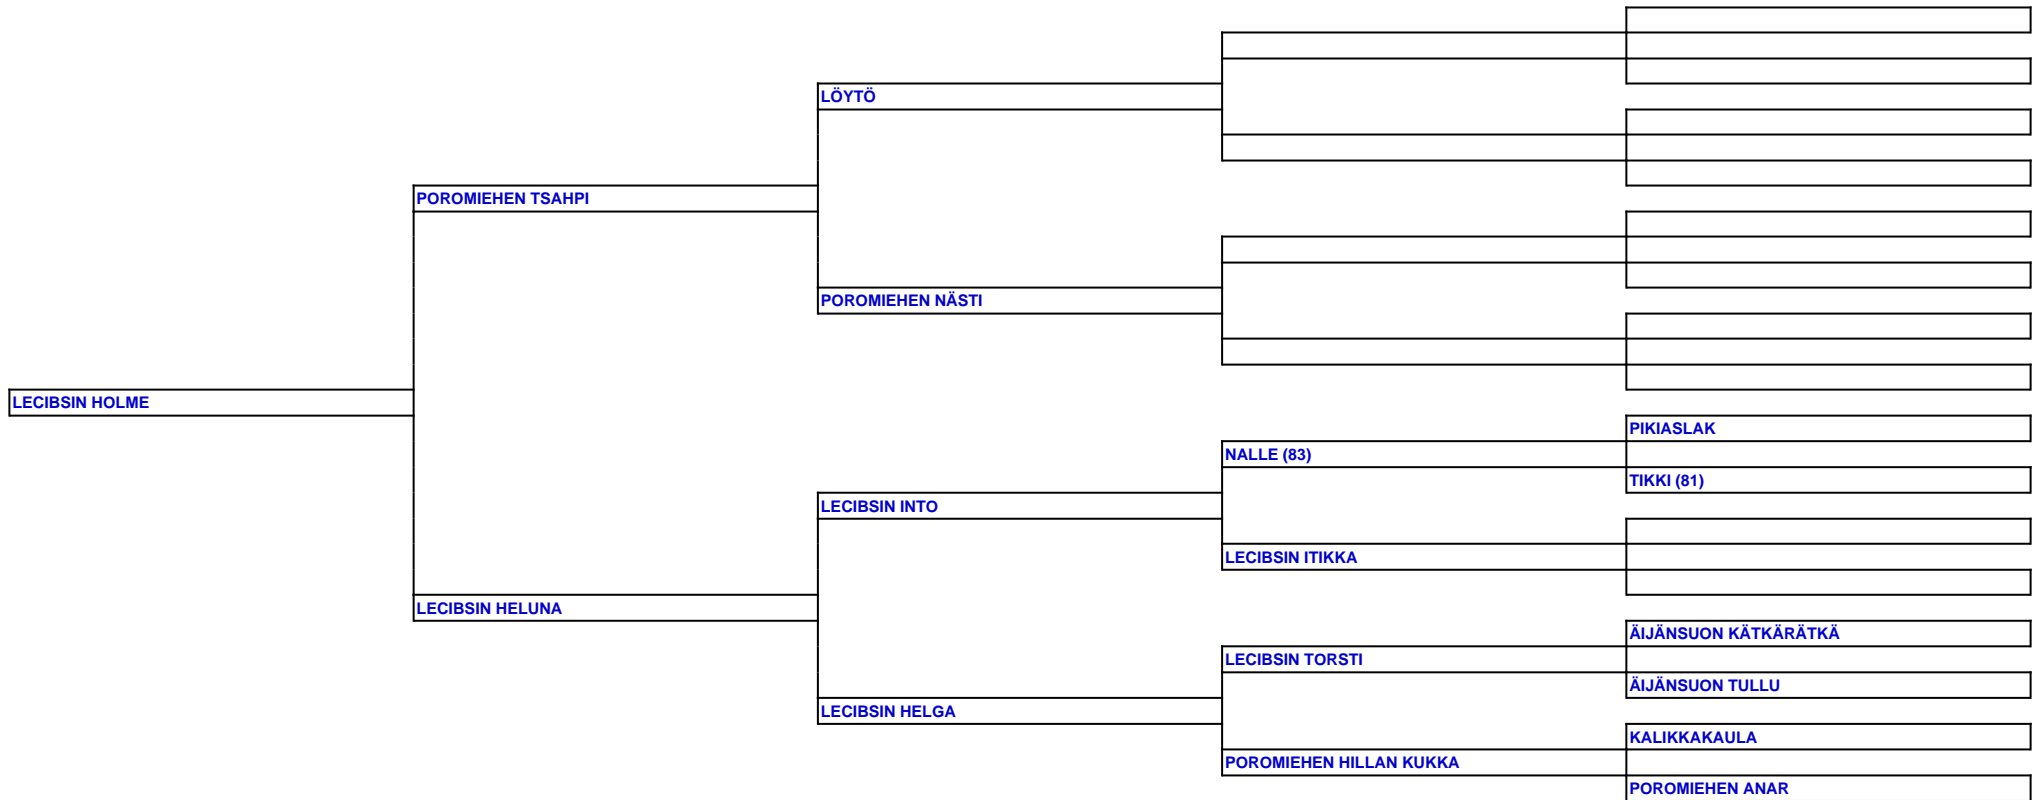 LÖYTÖ
POROMIEHEN TSAHPI
POROMIEHEN NÄSTI
LECIBSIN HOLME
PIKIASLAK
NALLE (83)
TIKKI (81)
LECIBSIN INTO
LECIBSIN ITIKKA
LECIBSIN HELUNA
ÄIJÄNSUON KÄTKÄRÄTKÄ
LECIBSIN TORSTI
ÄIJÄNSUON TULLU
LECIBSIN HELGA
KALIKKAKAULA
POROMIEHEN HILLAN KUKKA
POROMIEHEN ANAR